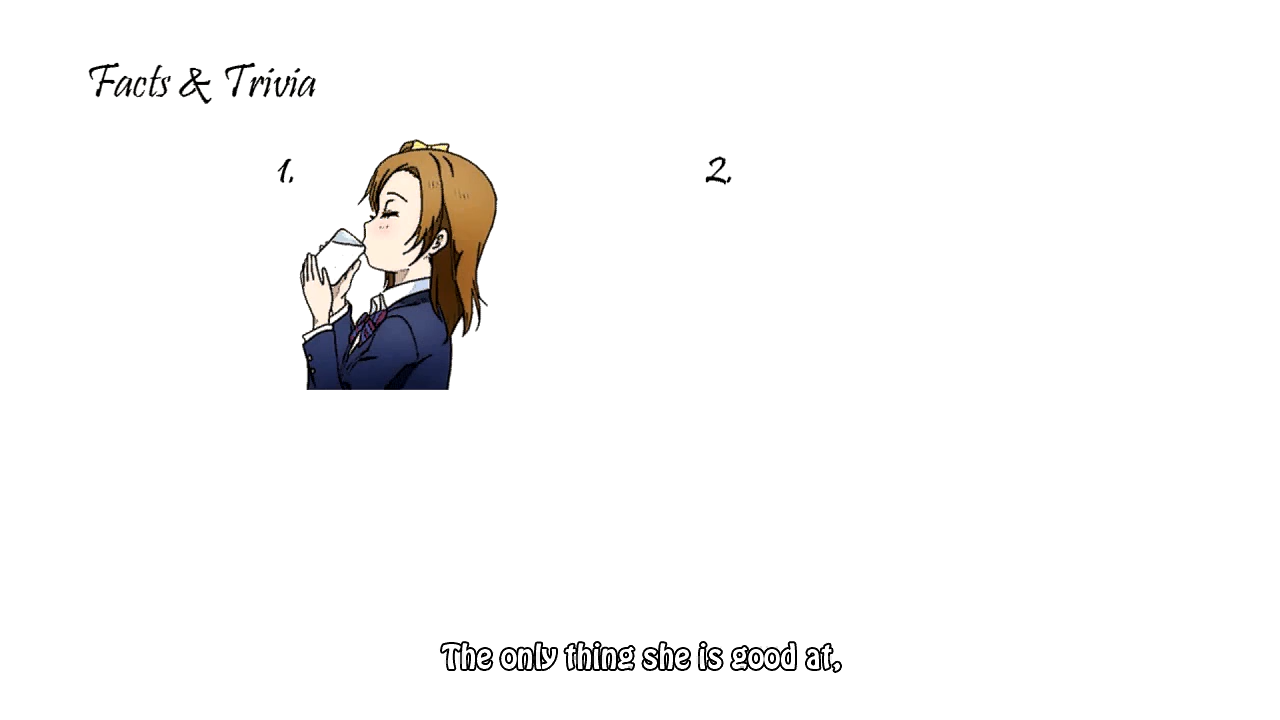 Facts & Trivia
1.
2.
The only thing she is good at,